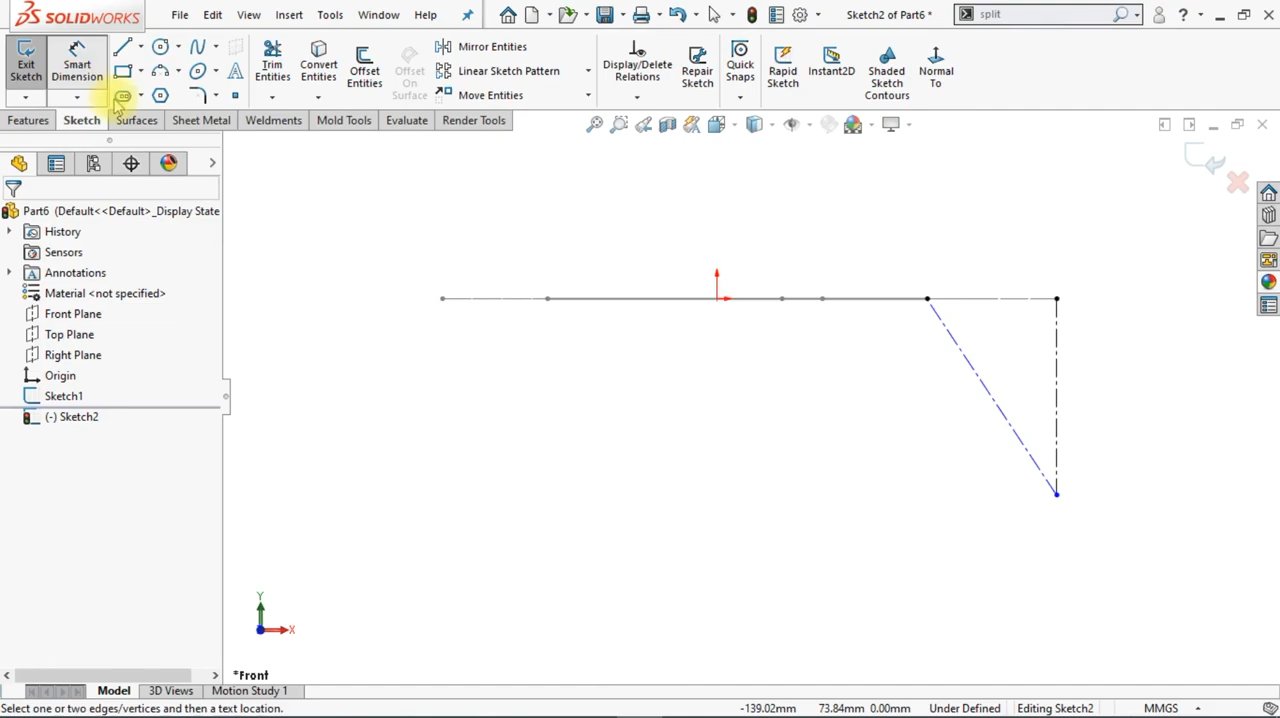 SOLIDWORKS File Edit View Insert Tools Window Help Sketch2 of Part6 * split
Exit Sketch Smart Dimension Trim Entities Convert Entities Offset Entities Offset On Surface Mirror Entities Linear Sketch Pattern Move Entities Display/Delete Relations Repair Sketch Quick Snaps Rapid Sketch Instant2D Shaded Sketch Contours Normal To
Features Sketch Surfaces Sheet Metal Weldments Mold Tools Evaluate Render Tools
Part6 (Default<<Default>_Display State
History
Sensors
Annotations
Material <not specified>
Front Plane
Top Plane
Right Plane
Origin
Sketch1
(-) Sketch2
Y
X
*Front
Model 3D Views Motion Study 1
Select one or two edges/vertices and then a text location. -139.02mm 73.84mm 0.00mm Under Defined Editing Sketch2 MMGS